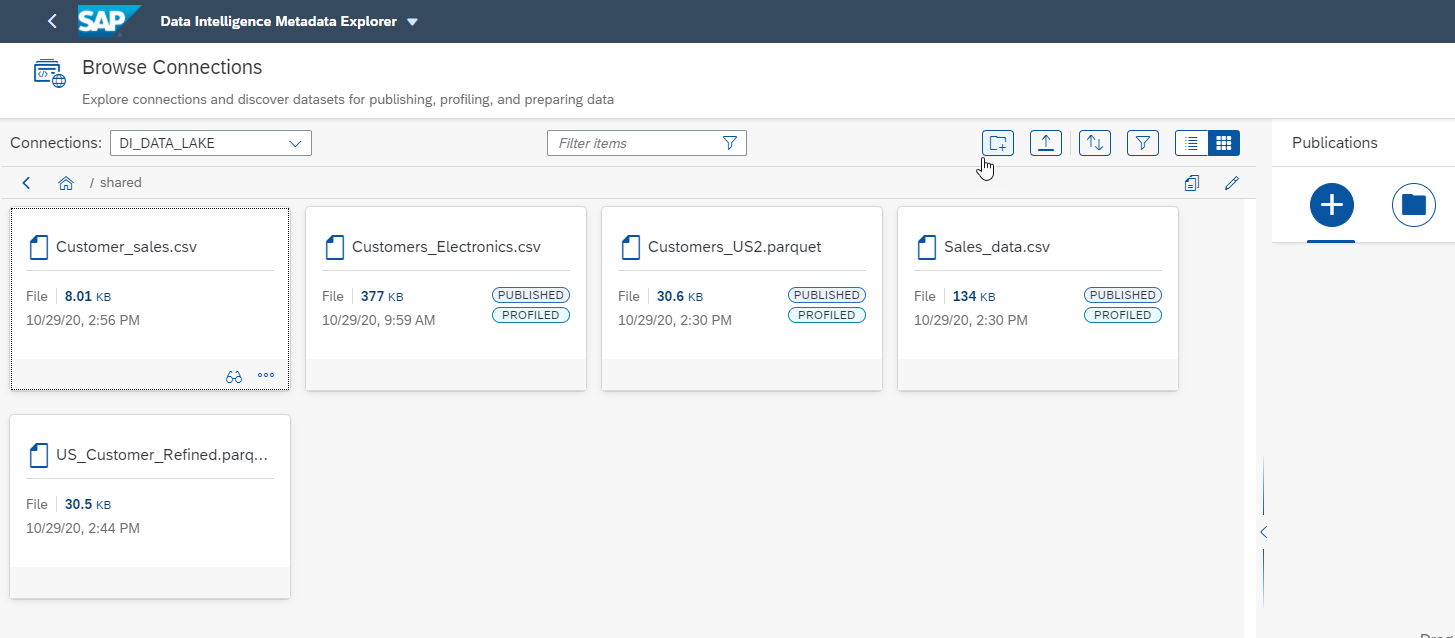 SAP Data Intelligence Metadata Explorer
Browse Connections
Explore connections and discover datasets for publishing, profiling, and preparing data
Connections: DI_DATA_LAKE Filter items Publications
/ shared
Customer_sales.csv
File 8.01 KB
10/29/20, 2:56 PM
Customers_Electronics.csv
File 377 KB PUBLISHED
10/29/20, 9:59 AM PROFILED
Customers_US2.parquet
File 30.6 KB PUBLISHED
10/29/20, 2:30 PM PROFILED
Sales_data.csv
File 134 KB PUBLISHED
10/29/20, 2:30 PM PROFILED
US_Customer_Refined.parq...
File 30.5 KB
10/29/20, 2:44 PM